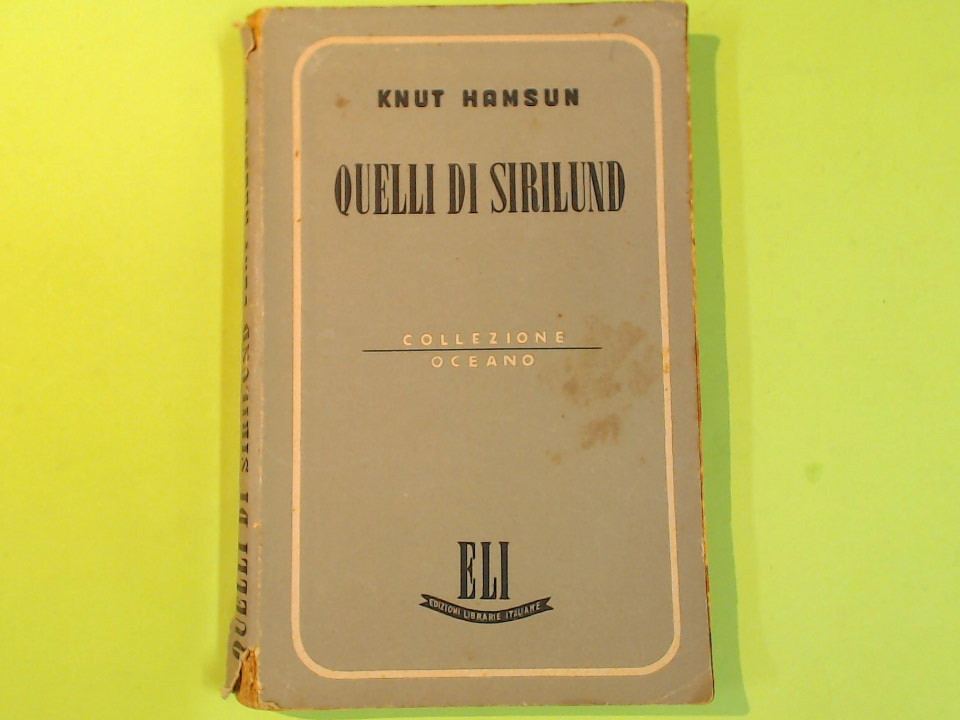 KNUT HAMSUN
QUELLI DI SIRILUND
COLLEZIONE
OCEANO
ELI
EDIZIONI LIBRARIE ITALIANE
QUELLI DI SIRILUND